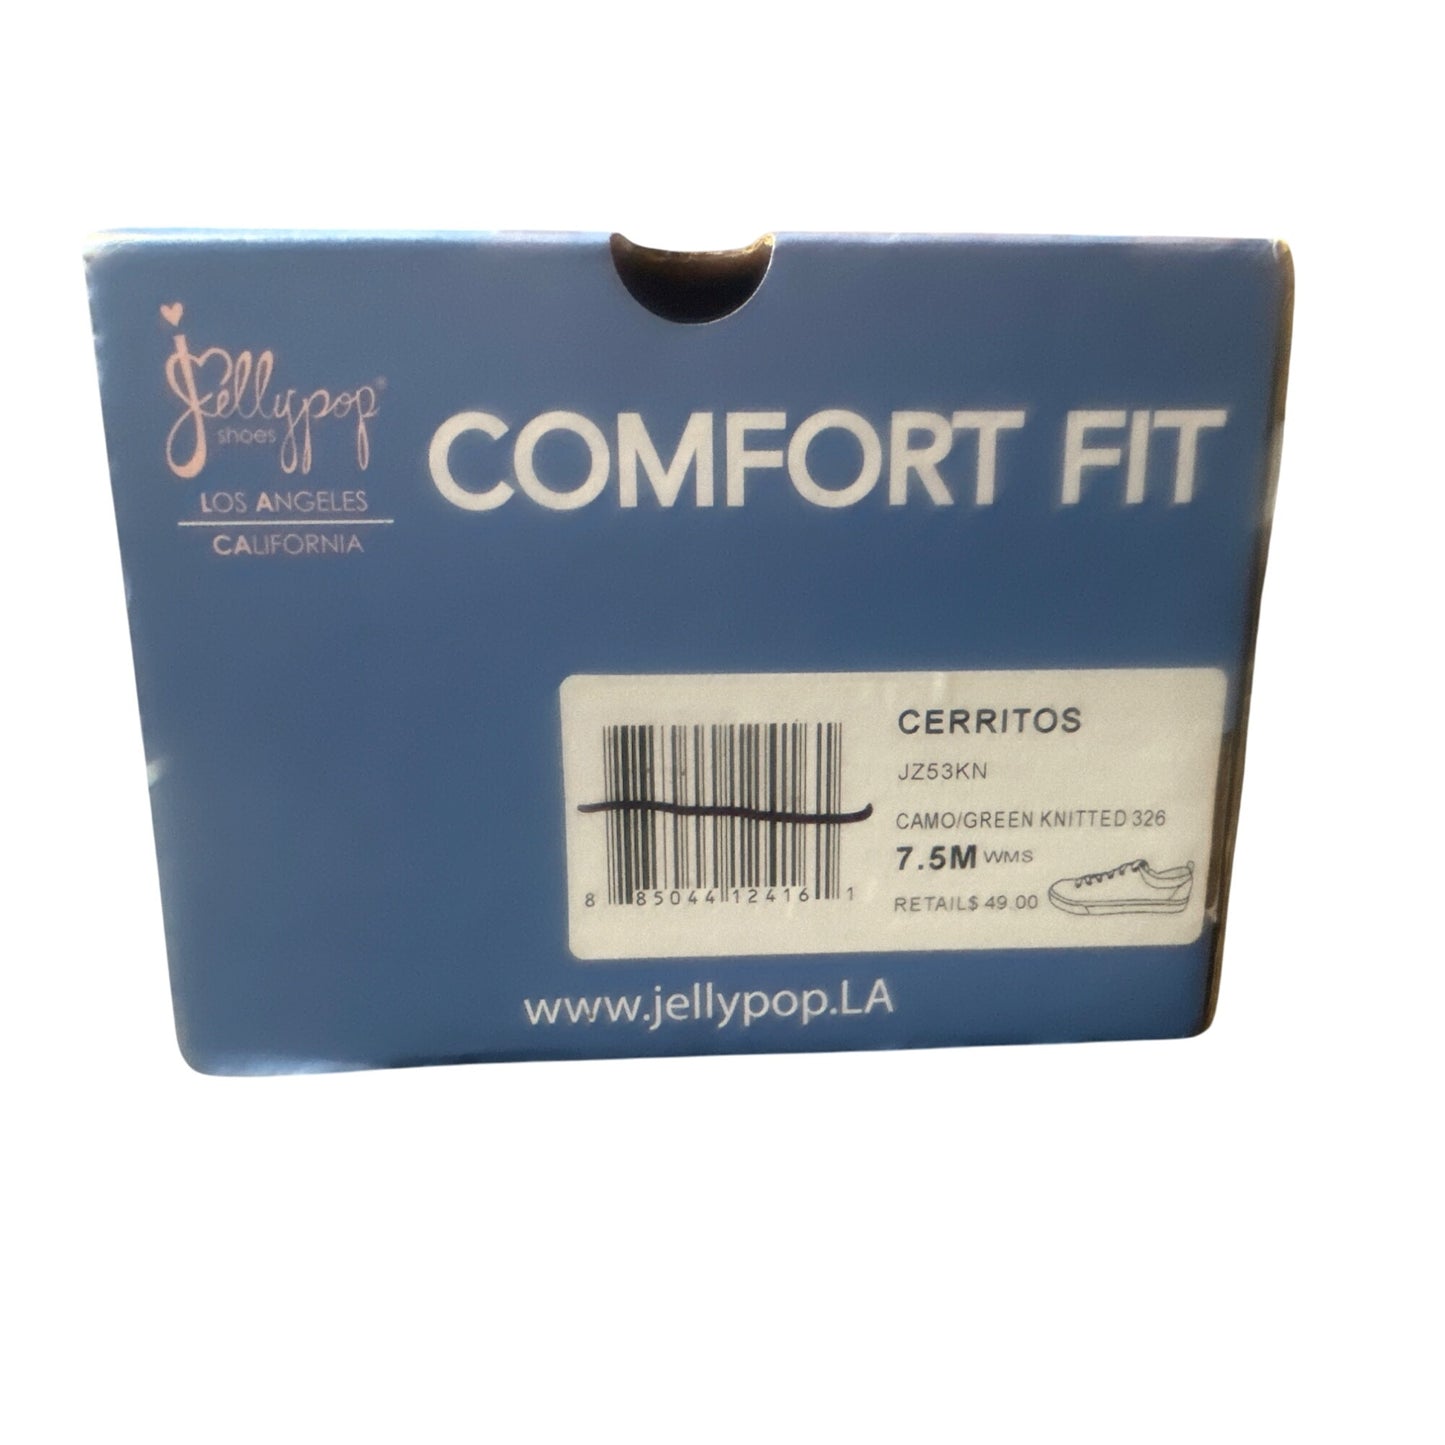 Jellypop®
shoes
LOS ANGELES
CALIFORNIA
COMFORT FIT
CERRITOS
JZ53KN
CAMO/GREEN KNITTED 326
7.5M WMS
RETAIL$ 49.00
8 85044 12416 1
www.jellypop.LA